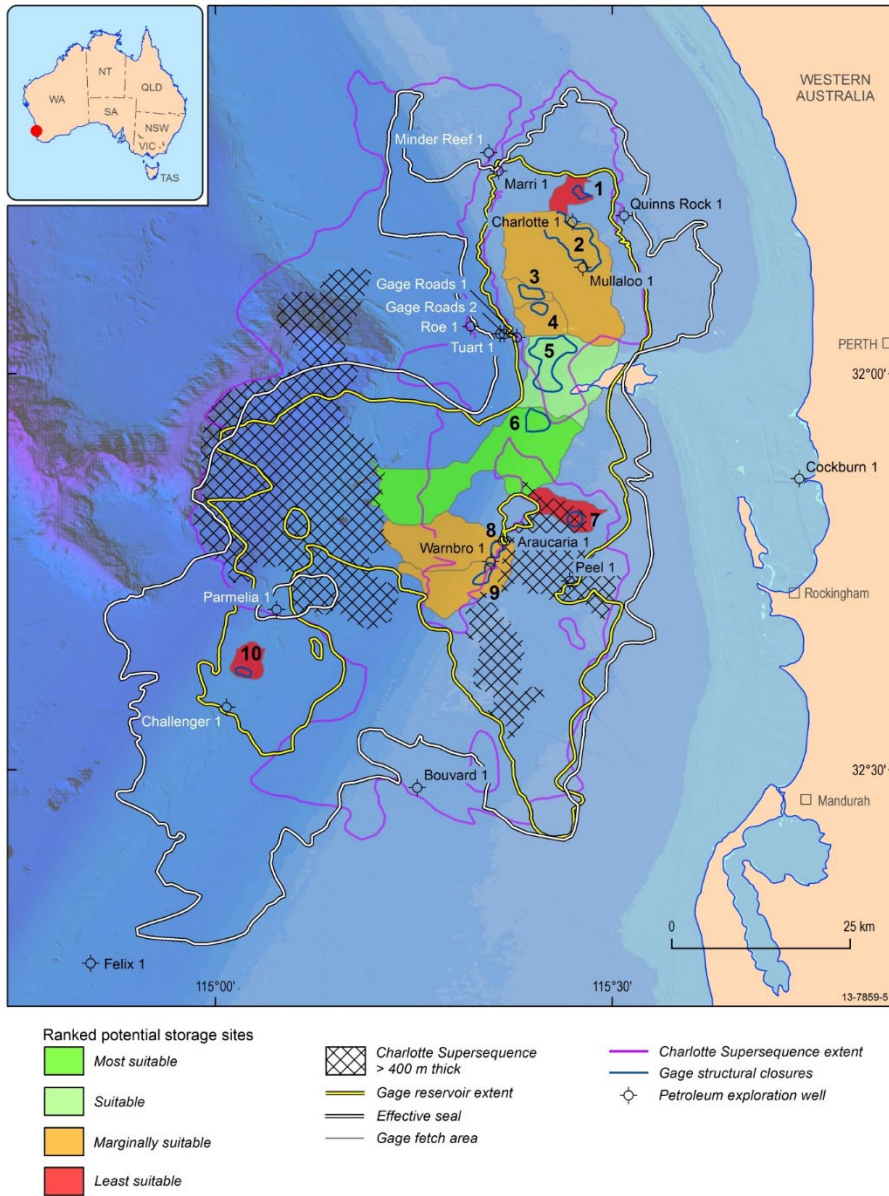 NT
WA
QLD
SA
NSW
VIC
TAS
WESTERN
AUSTRALIA
Minder Reef 1
Marri 1
1
Quinns Rock 1
Charlotte 1
2
Mullaloo 1
3
Gage Roads 1
Gage Roads 2
4
Roe 1
Tuart 1
5
PERTH
32°00'
6
Cockburn 1
7
8
Araucaria 1
Warnbro 1
Peel 1
9
Rockingham
Parmelia 1
10
Challenger 1
32°30'
Bouvard 1
Mandurah
0
25 km
Felix 1
115°00'
115°30'
13-7859-5
Ranked potential storage sites
Most suitable
Suitable
Marginally suitable
Least suitable
Charlotte Supersequence
> 400 m thick
Gage reservoir extent
Effective seal
Gage fetch area
Charlotte Supersequence extent
Gage structural closures
Petroleum exploration well